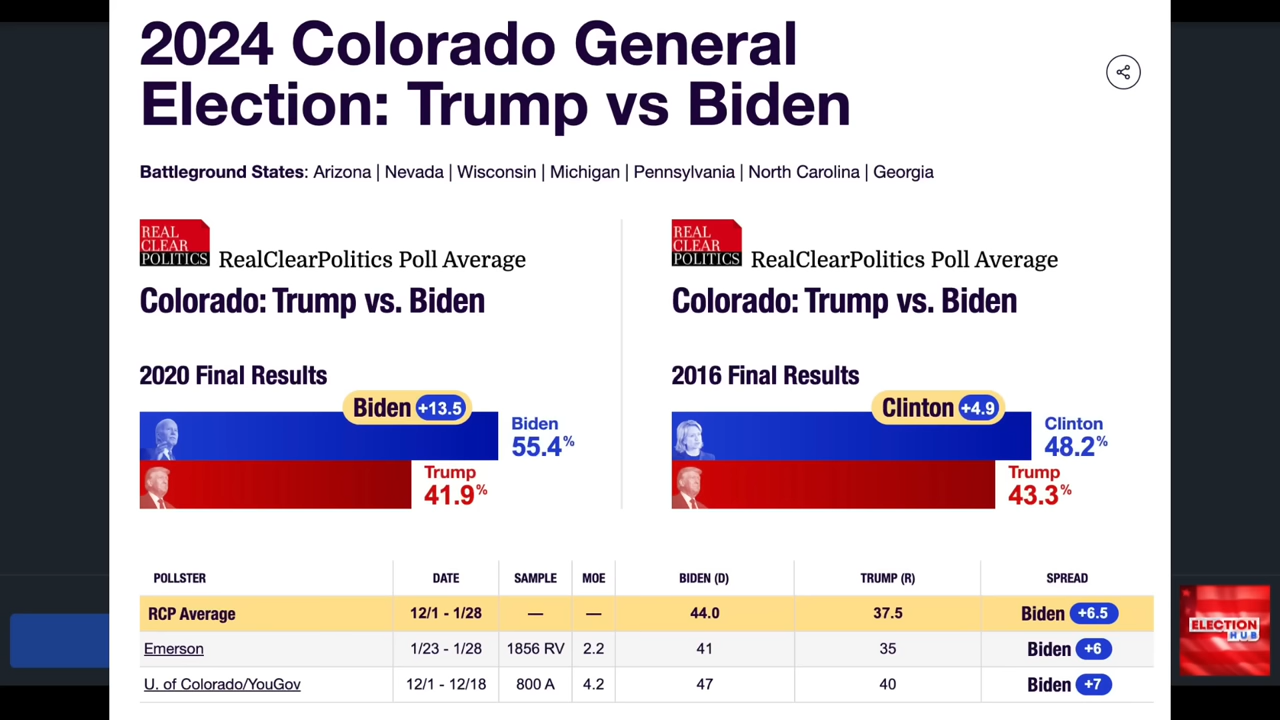 2024 Colorado General
Election: Trump vs Biden
Battleground States: Arizona | Nevada | Wisconsin | Michigan | Pennsylvania | North Carolina | Georgia
REAL
CLEAR
POLITICS
RealClearPolitics Poll Average
Colorado: Trump vs. Biden
2020 Final Results
Biden +13.5
Biden
55.4%
Trump
41.9%
REAL
CLEAR
POLITICS
RealClearPolitics Poll Average
Colorado: Trump vs. Biden
2016 Final Results
Clinton +4.9
Clinton
48.2%
Trump
43.3%
POLLSTER DATE SAMPLE MOE BIDEN (D) TRUMP (R) SPREAD
RCP Average 12/1 - 1/28 — — 44.0 37.5 Biden +6.5
Emerson 1/23 - 1/28 1856 RV 2.2 41 35 Biden +6
U. of Colorado/YouGov 12/1 - 12/18 800 A 4.2 47 40 Biden +7
ELECTION
HUB